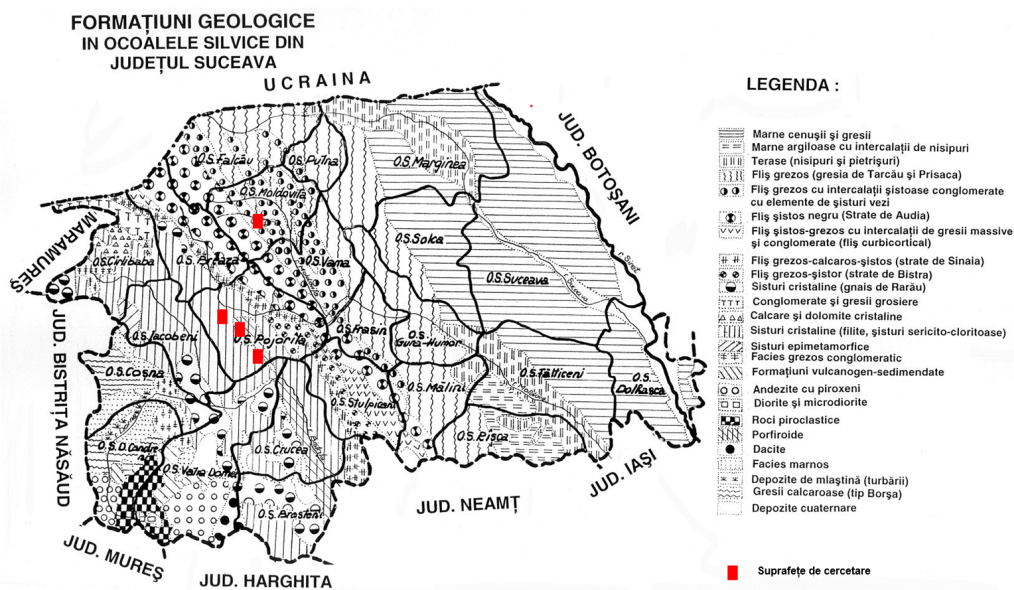 FORMAȚIUNI GEOLOGICE
IN OCOALELE SILVICE DIN
JUDEȚUL SUCEAVA
UCRAINA
JUD. BOTOȘANI
MARAMUREȘ
JUD. BISTRIȚA NĂSĂUD
JUD. MUREȘ
JUD. HARGHITA
JUD. NEAMȚ
JUD. IAȘI
O.S. Falcău
O.S. Putna
O.S. Marginea
O.S. Moldovița
O.S. Solca
O.S. Vama
O.S. Cîrlibaba
O.S. Breaza
O.S. Suceava
Suceava
O.S. Iacobeni
O.S. Pojorîta
O.S. Frasin
O.S.
Gura-Humor
O.S. Coșna
O.S. Mălini
O.S. Fălticeni
O.S.
Dolhasca
O.S. Stulpicani
O.S. Rîșca
O.S. Crucea
O.S. Vatra Dornei
O.S. Broșteni
LEGENDA :
Marne cenușii și gresii
Marne argiloase cu intercalații de nisipuri
Terase (nisipuri și pietrișuri)
Fliș grezos (gresia de Tarcău și Prisaca)
Fliș grezos cu intercalații șistoase conglomerate
cu elemente de șisturi vezi
Fliș șistos negru (Strate de Audia)
Fliș șistos-grezos cu intercalații de gresii massive
și conglomerate (fliș curbicortical)
Fliș grezos-calcaros-șistos (strate de Sinaia)
Fliș grezos-șistor (strate de Bistra)
Sisturi cristaline (gnais de Rarău)
Conglomerate și gresii grosiere
Calcare și dolomite cristaline
Sisturi cristaline (filite, șisturi sericito-cloritoase)
Sisturi epimetamorfice
Facies grezos conglomeratic
Formațiuni vulcanogen-sedimendate
Andezite cu piroxeni
Diorite și microdiorite
Roci piroclastice
Porfiroide
Dacite
Facies marnos
Depozite de mlaștină (turbării)
Gresii calcaroase (tip Borșa)
Depozite cuaternare
Suprafețe de cercetare